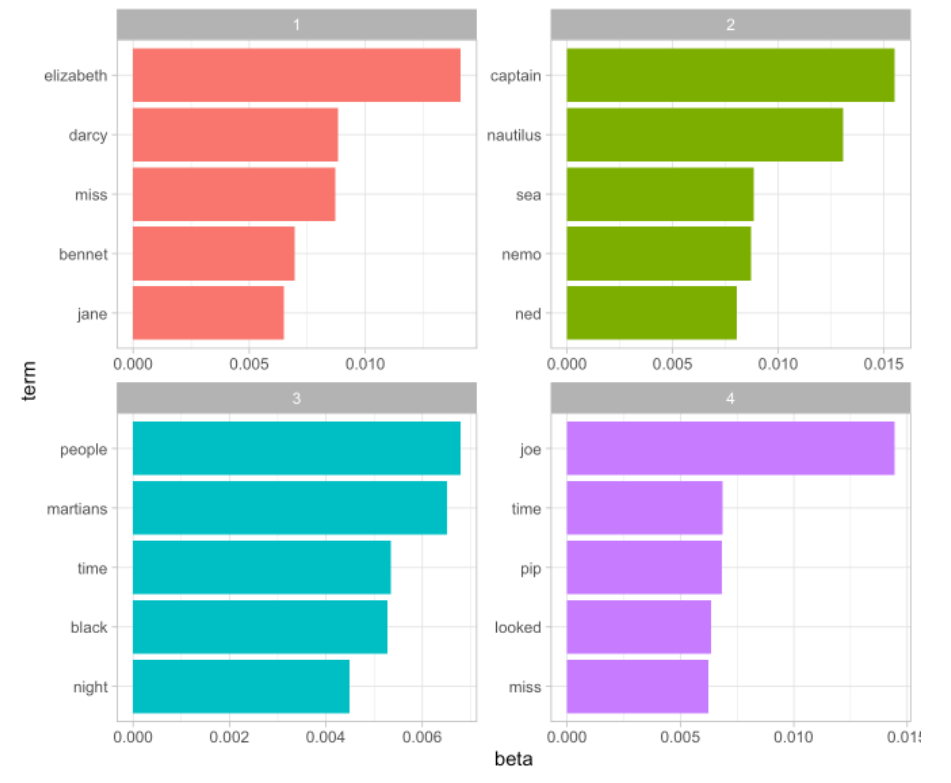 1
2
elizabeth
darcy
miss
bennet
jane
captain
nautilus
sea
nemo
ned
0.000 0.005 0.010
0.000 0.005 0.010 0.015
term
3
4
people
martians
time
black
night
joe
time
pip
looked
miss
0.000 0.002 0.004 0.006
0.000 0.005 0.010 0.015
beta